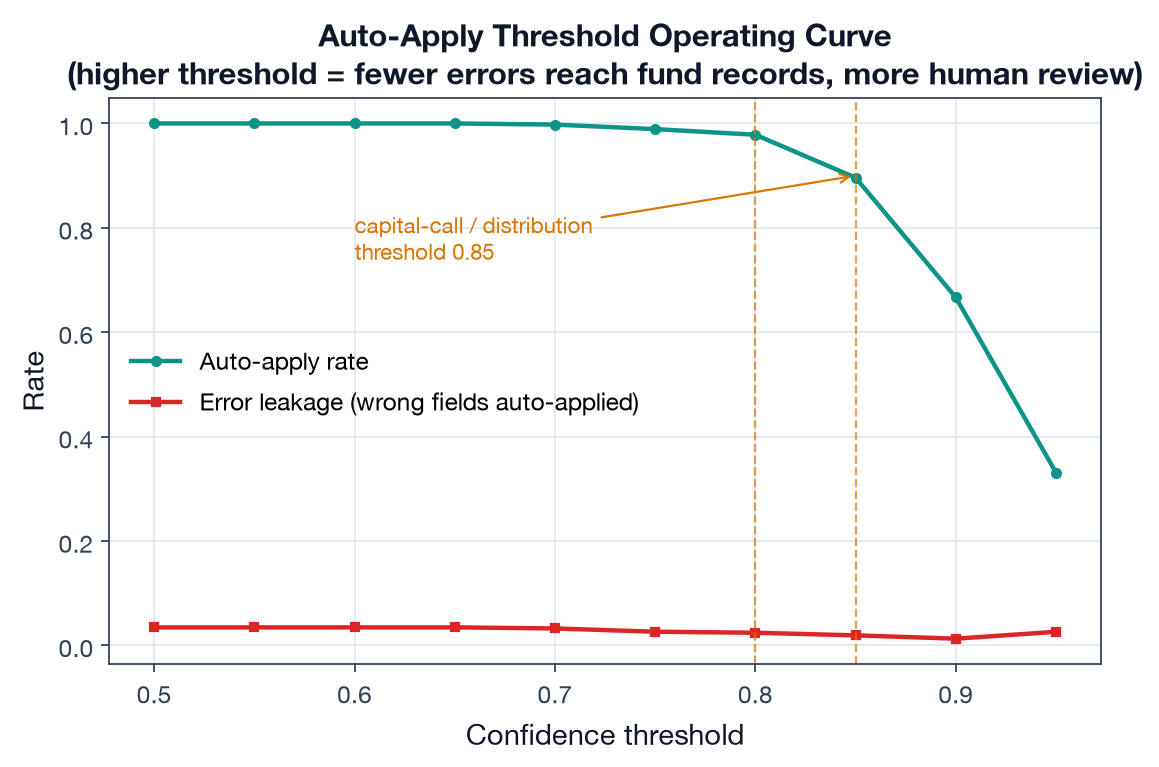 Auto-Apply Threshold Operating Curve
(higher threshold = fewer errors reach fund records, more human review)
1.0
0.8
0.6
0.4
0.2
0.0
Rate
capital-call / distribution
threshold 0.85
Auto-apply rate
Error leakage (wrong fields auto-applied)
0.5
0.6
0.7
0.8
0.9
Confidence threshold